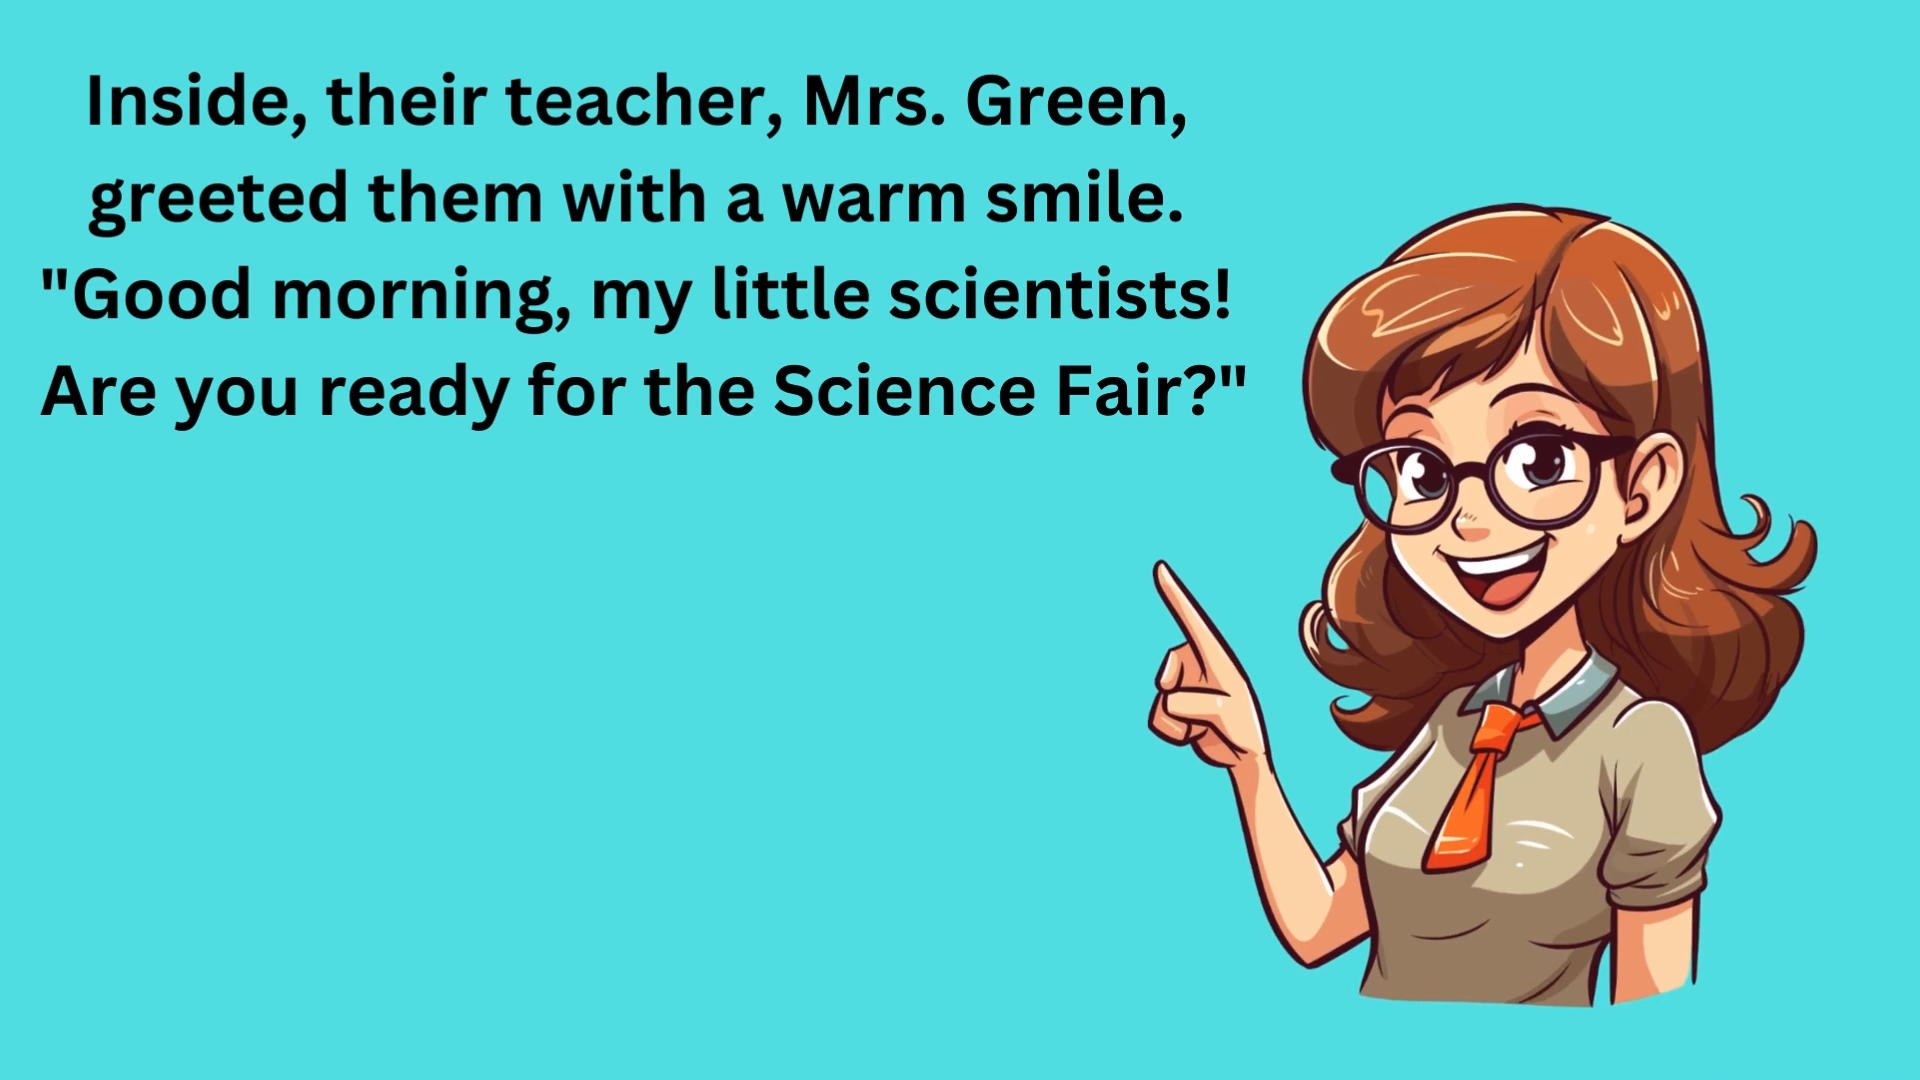 Inside, their teacher, Mrs. Green,
greeted them with a warm smile.
"Good morning, my little scientists!
Are you ready for the Science Fair?"